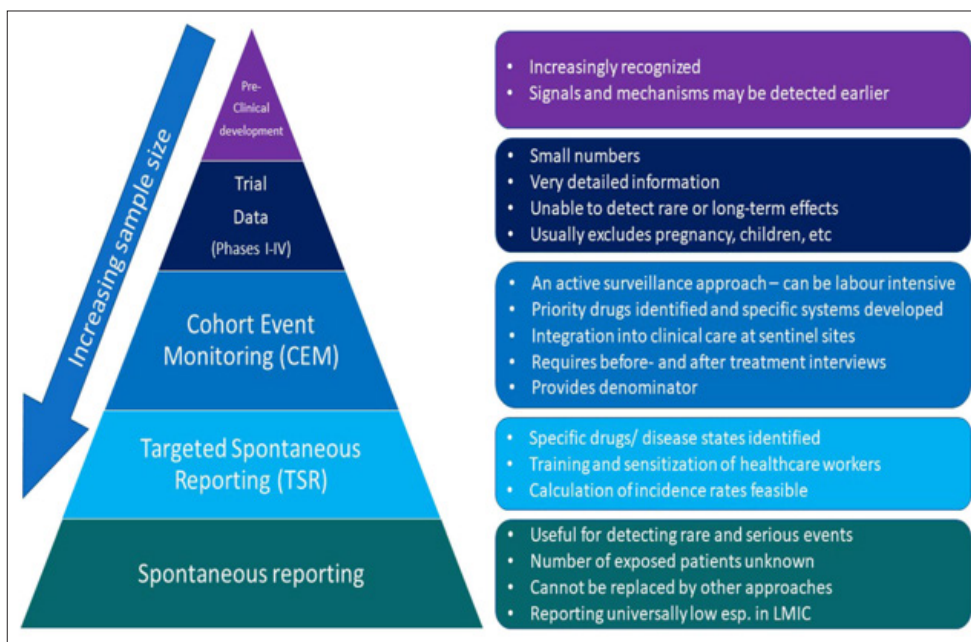 Increasing sample size
Pre-
Clinical
development
• Increasingly recognized
• Signals and mechanisms may be detected earlier
Trial
Data
(Phases I-IV)
• Small numbers
• Very detailed information
• Unable to detect rare or long-term effects
• Usually excludes pregnancy, children, etc
Cohort Event
Monitoring (CEM)
• An active surveillance approach – can be labour intensive
• Priority drugs identified and specific systems developed
• Integration into clinical care at sentinel sites
• Requires before- and after treatment interviews
• Provides denominator
Targeted Spontaneous
Reporting (TSR)
• Specific drugs/ disease states identified
• Training and sensitization of healthcare workers
• Calculation of incidence rates feasible
Spontaneous reporting
• Useful for detecting rare and serious events
• Number of exposed patients unknown
• Cannot be replaced by other approaches
• Reporting universally low esp. in LMIC